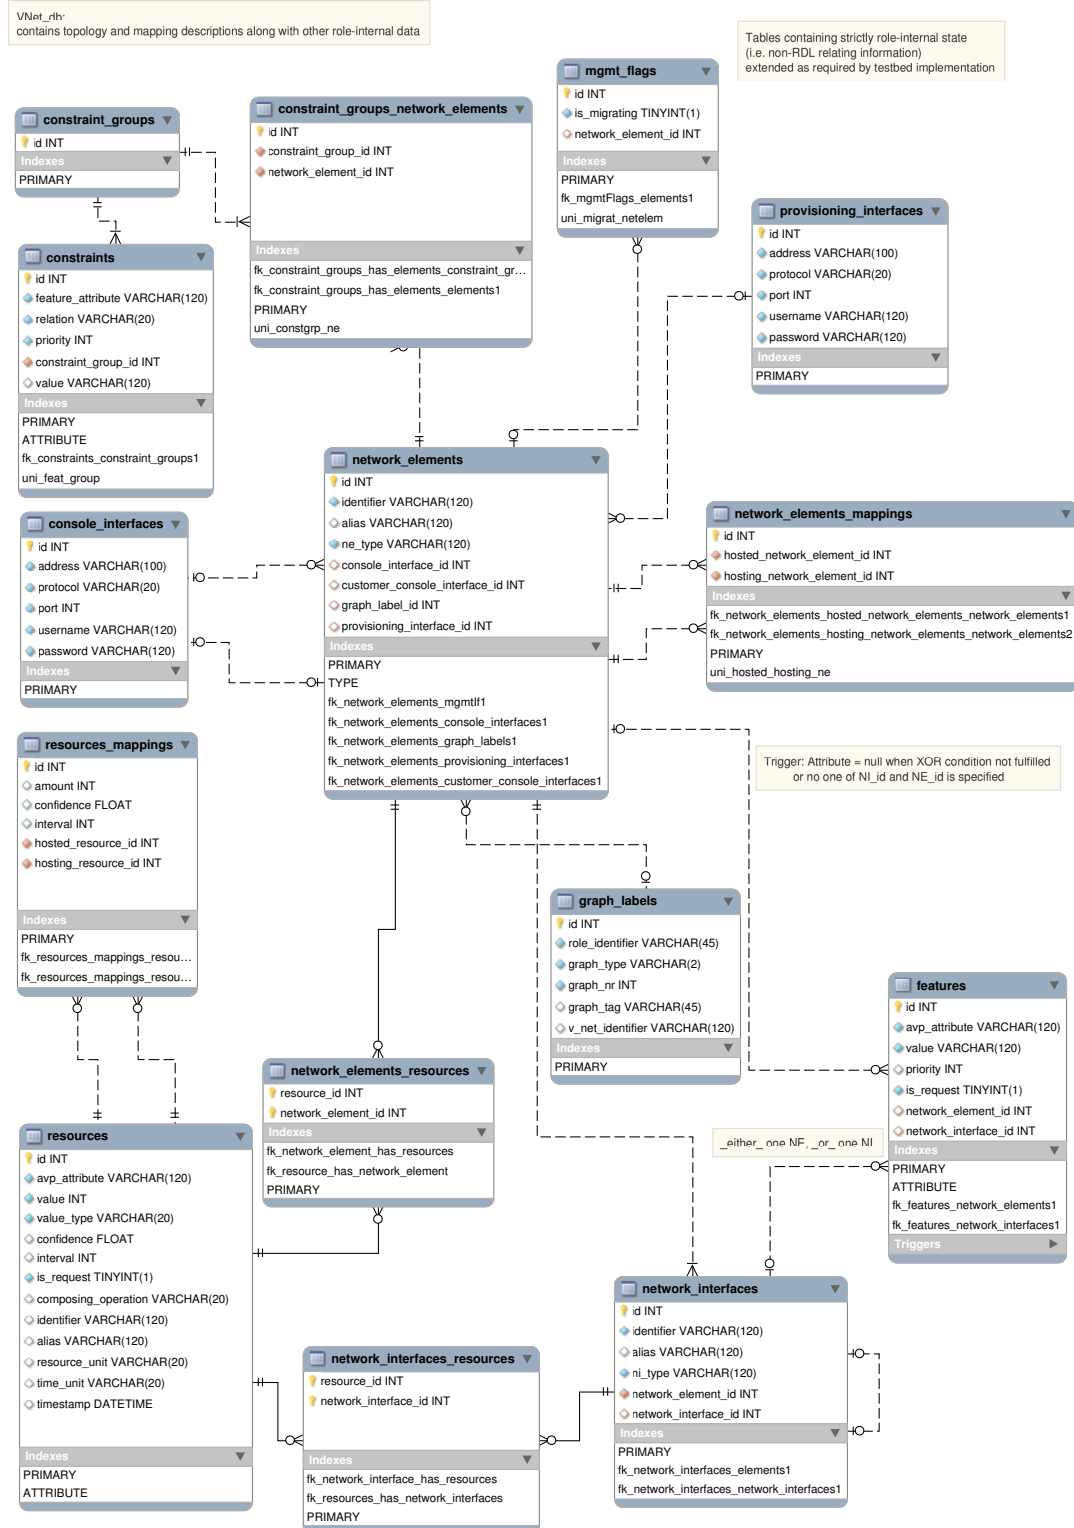 VNet_db:
contains topology and mapping descriptions along with other role-internal data
Tables containing strictly role-internal state
(i.e. non-RDL relating information)
extended as required by testbed implementation
mgmt_flags
id INT
is_migrating TINYINT(1)
network_element_id INT
Indexes
PRIMARY
fk_mgmtFlags_elements1
uni_migrat_netelem
constraint_groups
id INT
Indexes
PRIMARY
constraint_groups_network_elements
id INT
constraint_group_id INT
network_element_id INT
Indexes
fk_constraint_groups_has_elements_constraint_gr...
fk_constraint_groups_has_elements_elements1
PRIMARY
uni_constgrp_ne
provisioning_interfaces
id INT
address VARCHAR(100)
protocol VARCHAR(20)
port INT
username VARCHAR(120)
password VARCHAR(120)
Indexes
PRIMARY
constraints
id INT
feature_attribute VARCHAR(120)
relation VARCHAR(20)
priority INT
constraint_group_id INT
value VARCHAR(120)
Indexes
PRIMARY
ATTRIBUTE
fk_constraints_constraint_groups1
uni_feat_group
network_elements
id INT
identifier VARCHAR(120)
alias VARCHAR(120)
ne_type VARCHAR(120)
console_interface_id INT
customer_console_interface_id INT
graph_label_id INT
provisioning_interface_id INT
Indexes
PRIMARY
TYPE
fk_network_elements_mgmtIf1
fk_network_elements_console_interfaces1
fk_network_elements_graph_labels1
fk_network_elements_provisioning_interfaces1
fk_network_elements_customer_console_interfaces1
console_interfaces
id INT
address VARCHAR(100)
protocol VARCHAR(20)
port INT
username VARCHAR(120)
password VARCHAR(120)
Indexes
PRIMARY
network_elements_mappings
id INT
hosted_network_element_id INT
hosting_network_element_id INT
Indexes
fk_network_elements_hosted_network_elements_network_elements1
fk_network_elements_hosting_network_elements_network_elements2
PRIMARY
uni_hosted_hosting_ne
resources_mappings
id INT
amount INT
confidence FLOAT
interval INT
hosted_resource_id INT
hosting_resource_id INT
Indexes
PRIMARY
fk_resources_mappings_resou...
fk_resources_mappings_resou...
Trigger: Attribute = null when XOR condition not fulfilled
or no one of NI_id and NE_id is specified
graph_labels
id INT
role_identifier VARCHAR(45)
graph_type VARCHAR(2)
graph_nr INT
graph_tag VARCHAR(45)
v_net_identifier VARCHAR(120)
Indexes
PRIMARY
features
id INT
avp_attribute VARCHAR(120)
value VARCHAR(120)
priority INT
is_request TINYINT(1)
network_element_id INT
network_interface_id INT
Indexes
PRIMARY
ATTRIBUTE
fk_features_network_elements1
fk_features_network_interfaces1
Triggers
network_elements_resources
resource_id INT
network_element_id INT
Indexes
fk_network_element_has_resources
fk_resource_has_network_element
PRIMARY
_either_ one NE, _or_ one NI
resources
id INT
avp_attribute VARCHAR(120)
value INT
value_type VARCHAR(20)
confidence FLOAT
interval INT
is_request TINYINT(1)
composing_operation VARCHAR(20)
identifier VARCHAR(120)
alias VARCHAR(120)
resource_unit VARCHAR(20)
time_unit VARCHAR(20)
timestamp DATETIME
Indexes
PRIMARY
ATTRIBUTE
network_interfaces_resources
resource_id INT
network_interface_id INT
Indexes
fk_network_interface_has_resources
fk_resources_has_network_interfaces
PRIMARY
network_interfaces
id INT
identifier VARCHAR(120)
alias VARCHAR(120)
ni_type VARCHAR(120)
network_element_id INT
network_interface_id INT
Indexes
PRIMARY
fk_network_interfaces_elements1
fk_network_interfaces_network_interfaces1